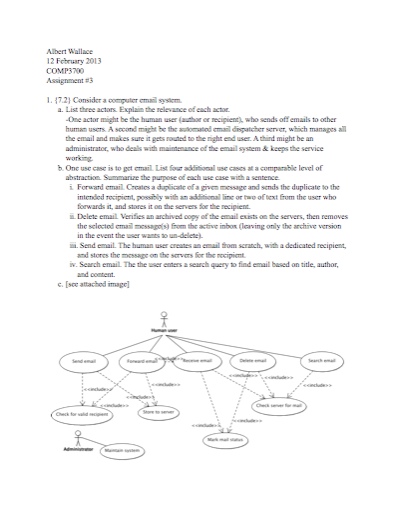 Albert Wallace
12 February 2013
COMP3700
Assignment #3
1. {7.2} Consider a computer email system.
a. List three actors. Explain the relevance of each actor.
-One actor might be the human user (author or recipient), who sends off emails to other
human users. A second might be the automated email dispatcher server, which manages all
the email and makes sure it gets routed to the right end user. A third might be an
administrator, who deals with maintenance of the email system & keeps the service
working.
b. One use case is to get email. List four additional use cases at a comparable level of
abstraction. Summarize the purpose of each use case with a sentence.
i. Forward email. Creates a duplicate of a given message and sends the duplicate to the
intended recipient, possibly with an additional line or two of text from the user who
forwards it, and stores it on the servers for the recipient.
ii. Delete email. Verifies an archived copy of the email exists on the servers, then removes
the selected email message(s) from the active inbox (leaving only the archive version
in the event the user wants to un-delete).
iii. Send email. The human user creates an email from scratch, with a dedicated recipient,
and stores the message on the servers for the recipient.
iv. Search email. The the user enters a search query to find email based on title, author,
and content.
c. [see attached image]
Human user
Send email
Forward email
<<include>>
Receive email
Delete email
Search email
<<include>>
<<include>>
<<include>>
<<include>>
<<include>>
<<include>>
<<include>>
Check for valid recipient
Store to server
Check server for mail
<<include>>
<<include>>
Mark mail status
Administrator
Maintain system